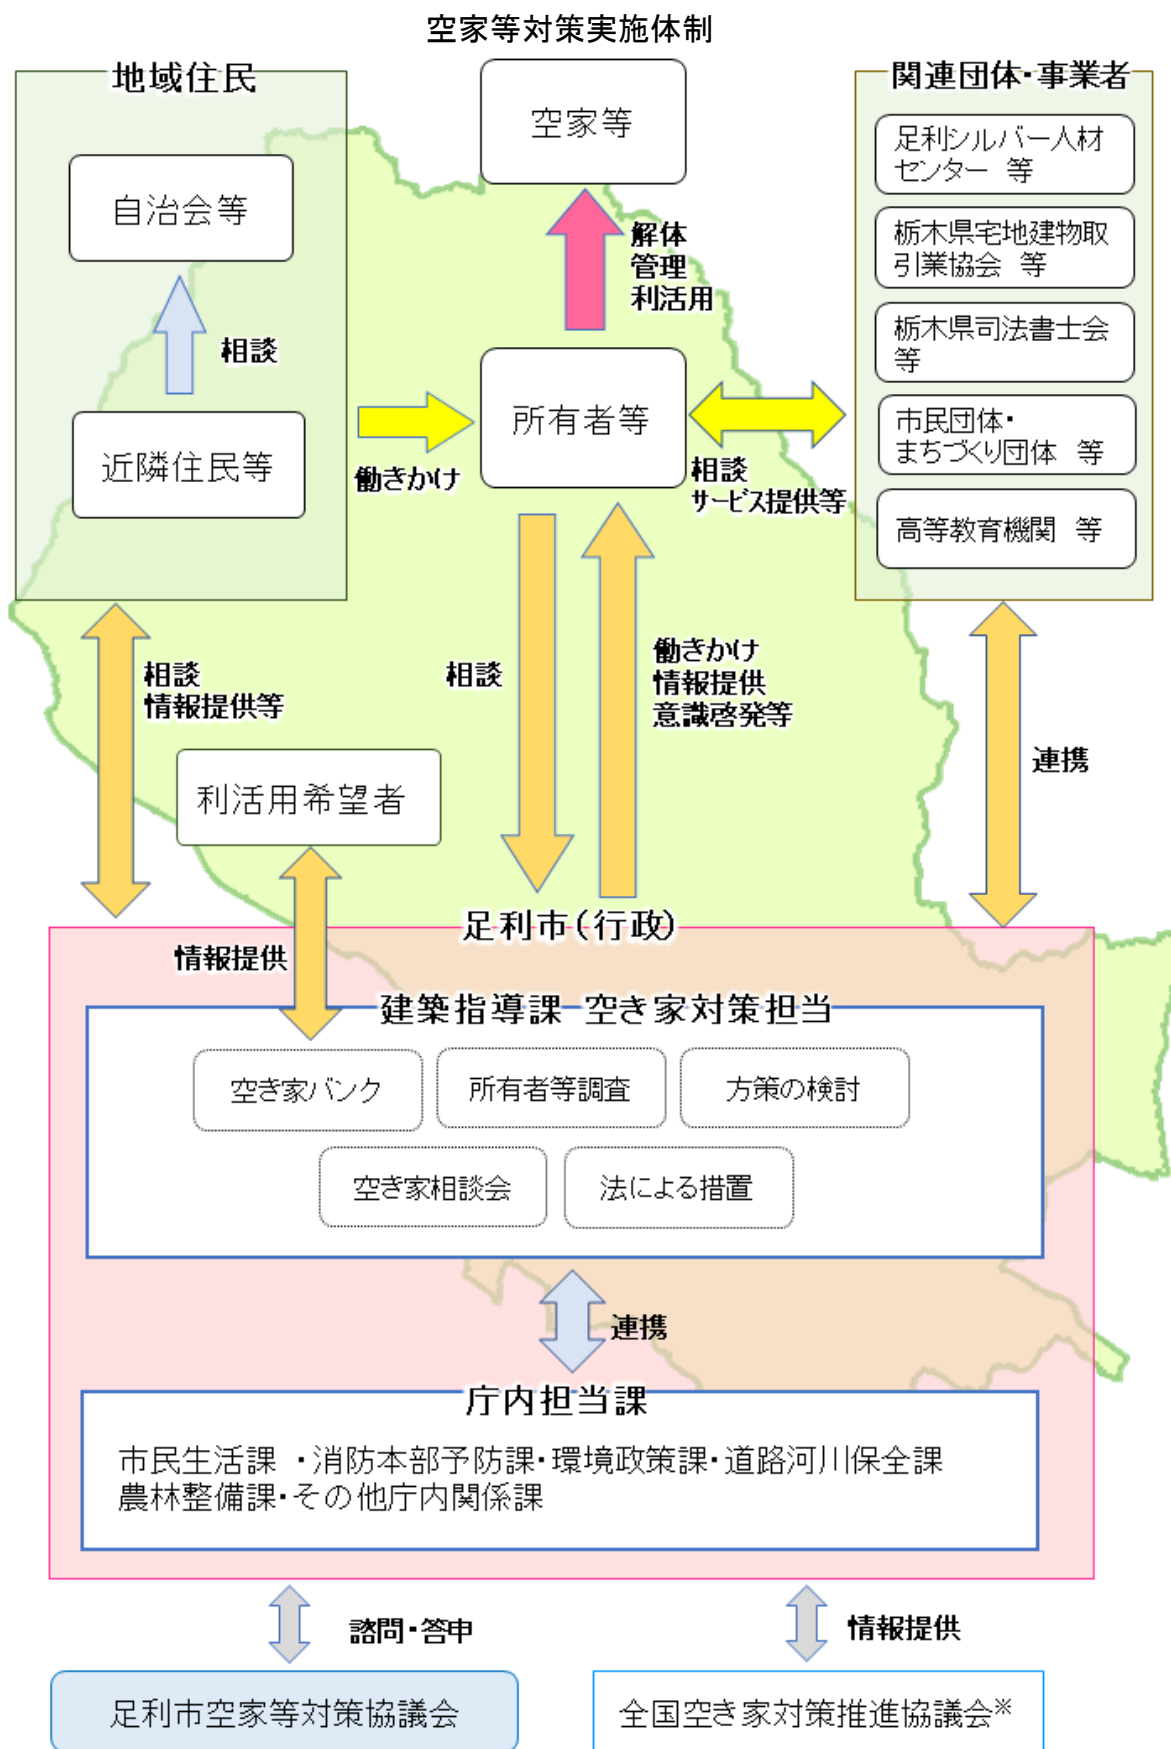 空家等対策実施体制
地域住民
自治会等
相談
近隣住民等
働きかけ
空家等
解体
管理
利活用
所有者等
相談
サービス提供等
関連団体・事業者
足利シルバー人材
センター 等
栃木県宅地建物取
引業協会 等
栃木県司法書士会
等
市民団体・
まちづくり団体 等
高等教育機関 等
相談
情報提供等
相談
働きかけ
情報提供
意識啓発等
連携
利活用希望者
情報提供
足利市(行政)
建築指導課 空き家対策担当
空き家バンク
所有者等調査
方策の検討
空き家相談会
法による措置
連携
庁内担当課
市民生活課 ・消防本部予防課・環境政策課・道路河川保全課
農林整備課・その他庁内関係課
諮問・答申
情報提供
足利市空家等対策協議会
全国空き家対策推進協議会※